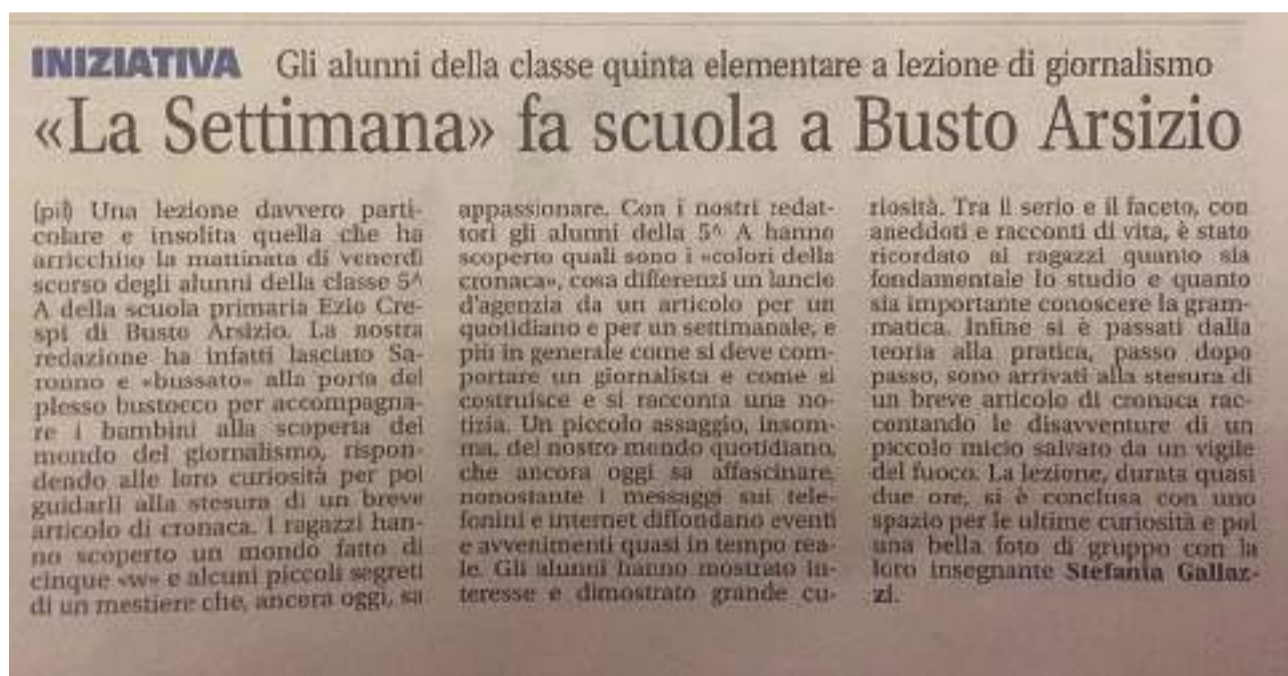 INIZIATIVA Gli alunni della classe quinta elementare a lezione di giornalismo
«La Settimana» fa scuola a Busto Arsizio
(pil) Una lezione davvero parti-
colare e insolita quella che ha
arricchito la mattinata di venerdì
scorso degli alunni della classe 5^
A della scuola primaria Ezio Cre-
spi di Busto Arsizio. La nostra
redazione ha infatti lasciato Sa-
ronno e «bussato» alla porta del
plesso bustocco per accompagna-
re i bambini alla scoperta del
mondo del giornalismo, rispon-
dendo alle loro curiosità per poi
guidarli alla stesura di un breve
articolo di cronaca. I ragazzi han-
no scoperto un mondo fatto di
cinque «w» e alcuni piccoli segreti
di un mestiere che, ancora oggi, sa
appassionare. Con i nostri redat-
tori gli alunni della 5^ A hanno
scoperto quali sono i «colori della
cronaca», cosa differenzi un lancio
d'agenzia da un articolo per un
quotidiano e per un settimanale, e
più in generale come si deve com-
portare un giornalista e come si
costruisce e si racconta una no-
tizia. Un piccolo assaggio, insom-
ma, del nostro mondo quotidiano,
che ancora oggi sa affascinare,
nonostante i messaggi sui tele-
fonini e internet diffondano eventi
e avvenimenti quasi in tempo rea-
le. Gli alunni hanno mostrato in-
teresse e dimostrato grande cu-
riosità. Tra il serio e il faceto, con
aneddoti e racconti di vita, è stato
ricordato ai ragazzi quanto sia
fondamentale lo studio e quanto
sia importante conoscere la gram-
matica. Infine si è passati dalla
teoria alla pratica, passo dopo
passo, sono arrivati alla stesura di
un breve articolo di cronaca rac-
contando le disavventure di un
piccolo micio salvato da un vigile
del fuoco. La lezione, durata quasi
due ore, si è conclusa con uno
spazio per le ultime curiosità e poi
una bella foto di gruppo con la
loro insegnante Stefania Gallaz-
zi.